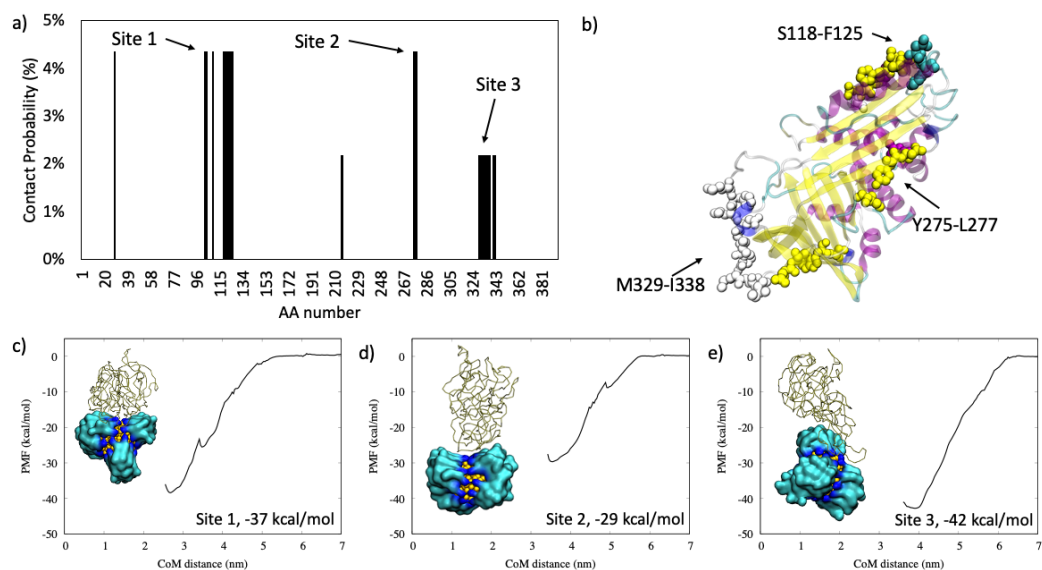 a)
5%
4%
3%
2%
1%
0%
Contact Probability (%)
Site 1
Site 2
Site 3
1 20 39 58 77 96 115 134 153 172 191 210 229 248 267 286 305 324 343 362 381
AA number
b)
S118-F125
Y275-L277
M329-I338
c)
0
-10
-20
-30
-40
-50
PMF (kcal/mol)
Site 1, -37 kcal/mol
0 1 2 3 4 5 6 7
CoM distance (nm)
d)
0
-10
-20
-30
-40
-50
PMF (kcal/mol)
Site 2, -29 kcal/mol
0 1 2 3 4 5 6 7
CoM distance (nm)
e)
0
-10
-20
-30
-40
-50
PMF (kcal/mol)
Site 3, -42 kcal/mol
0 1 2 3 4 5 6 7
CoM distance (nm)